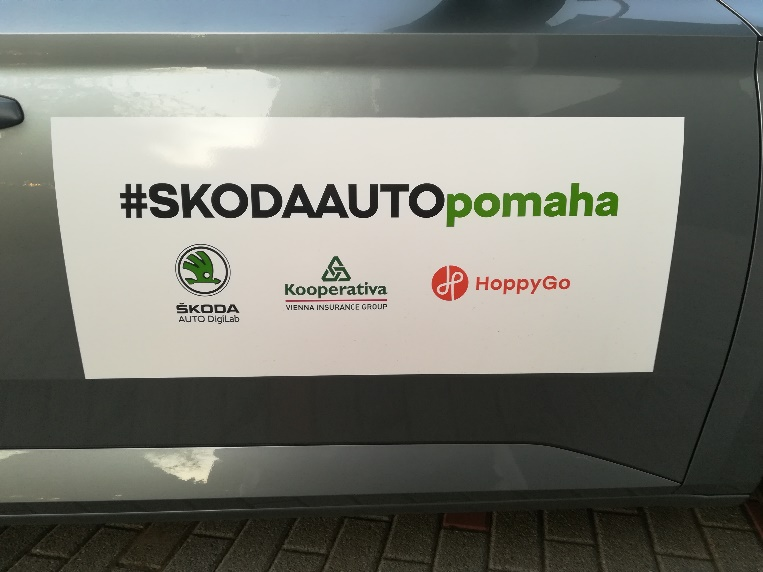 #SKODAAUTOpomaha
ŠKODA
AUTO DigiLab
Kooperativa
VIENNA INSURANCE GROUP
HoppyGo